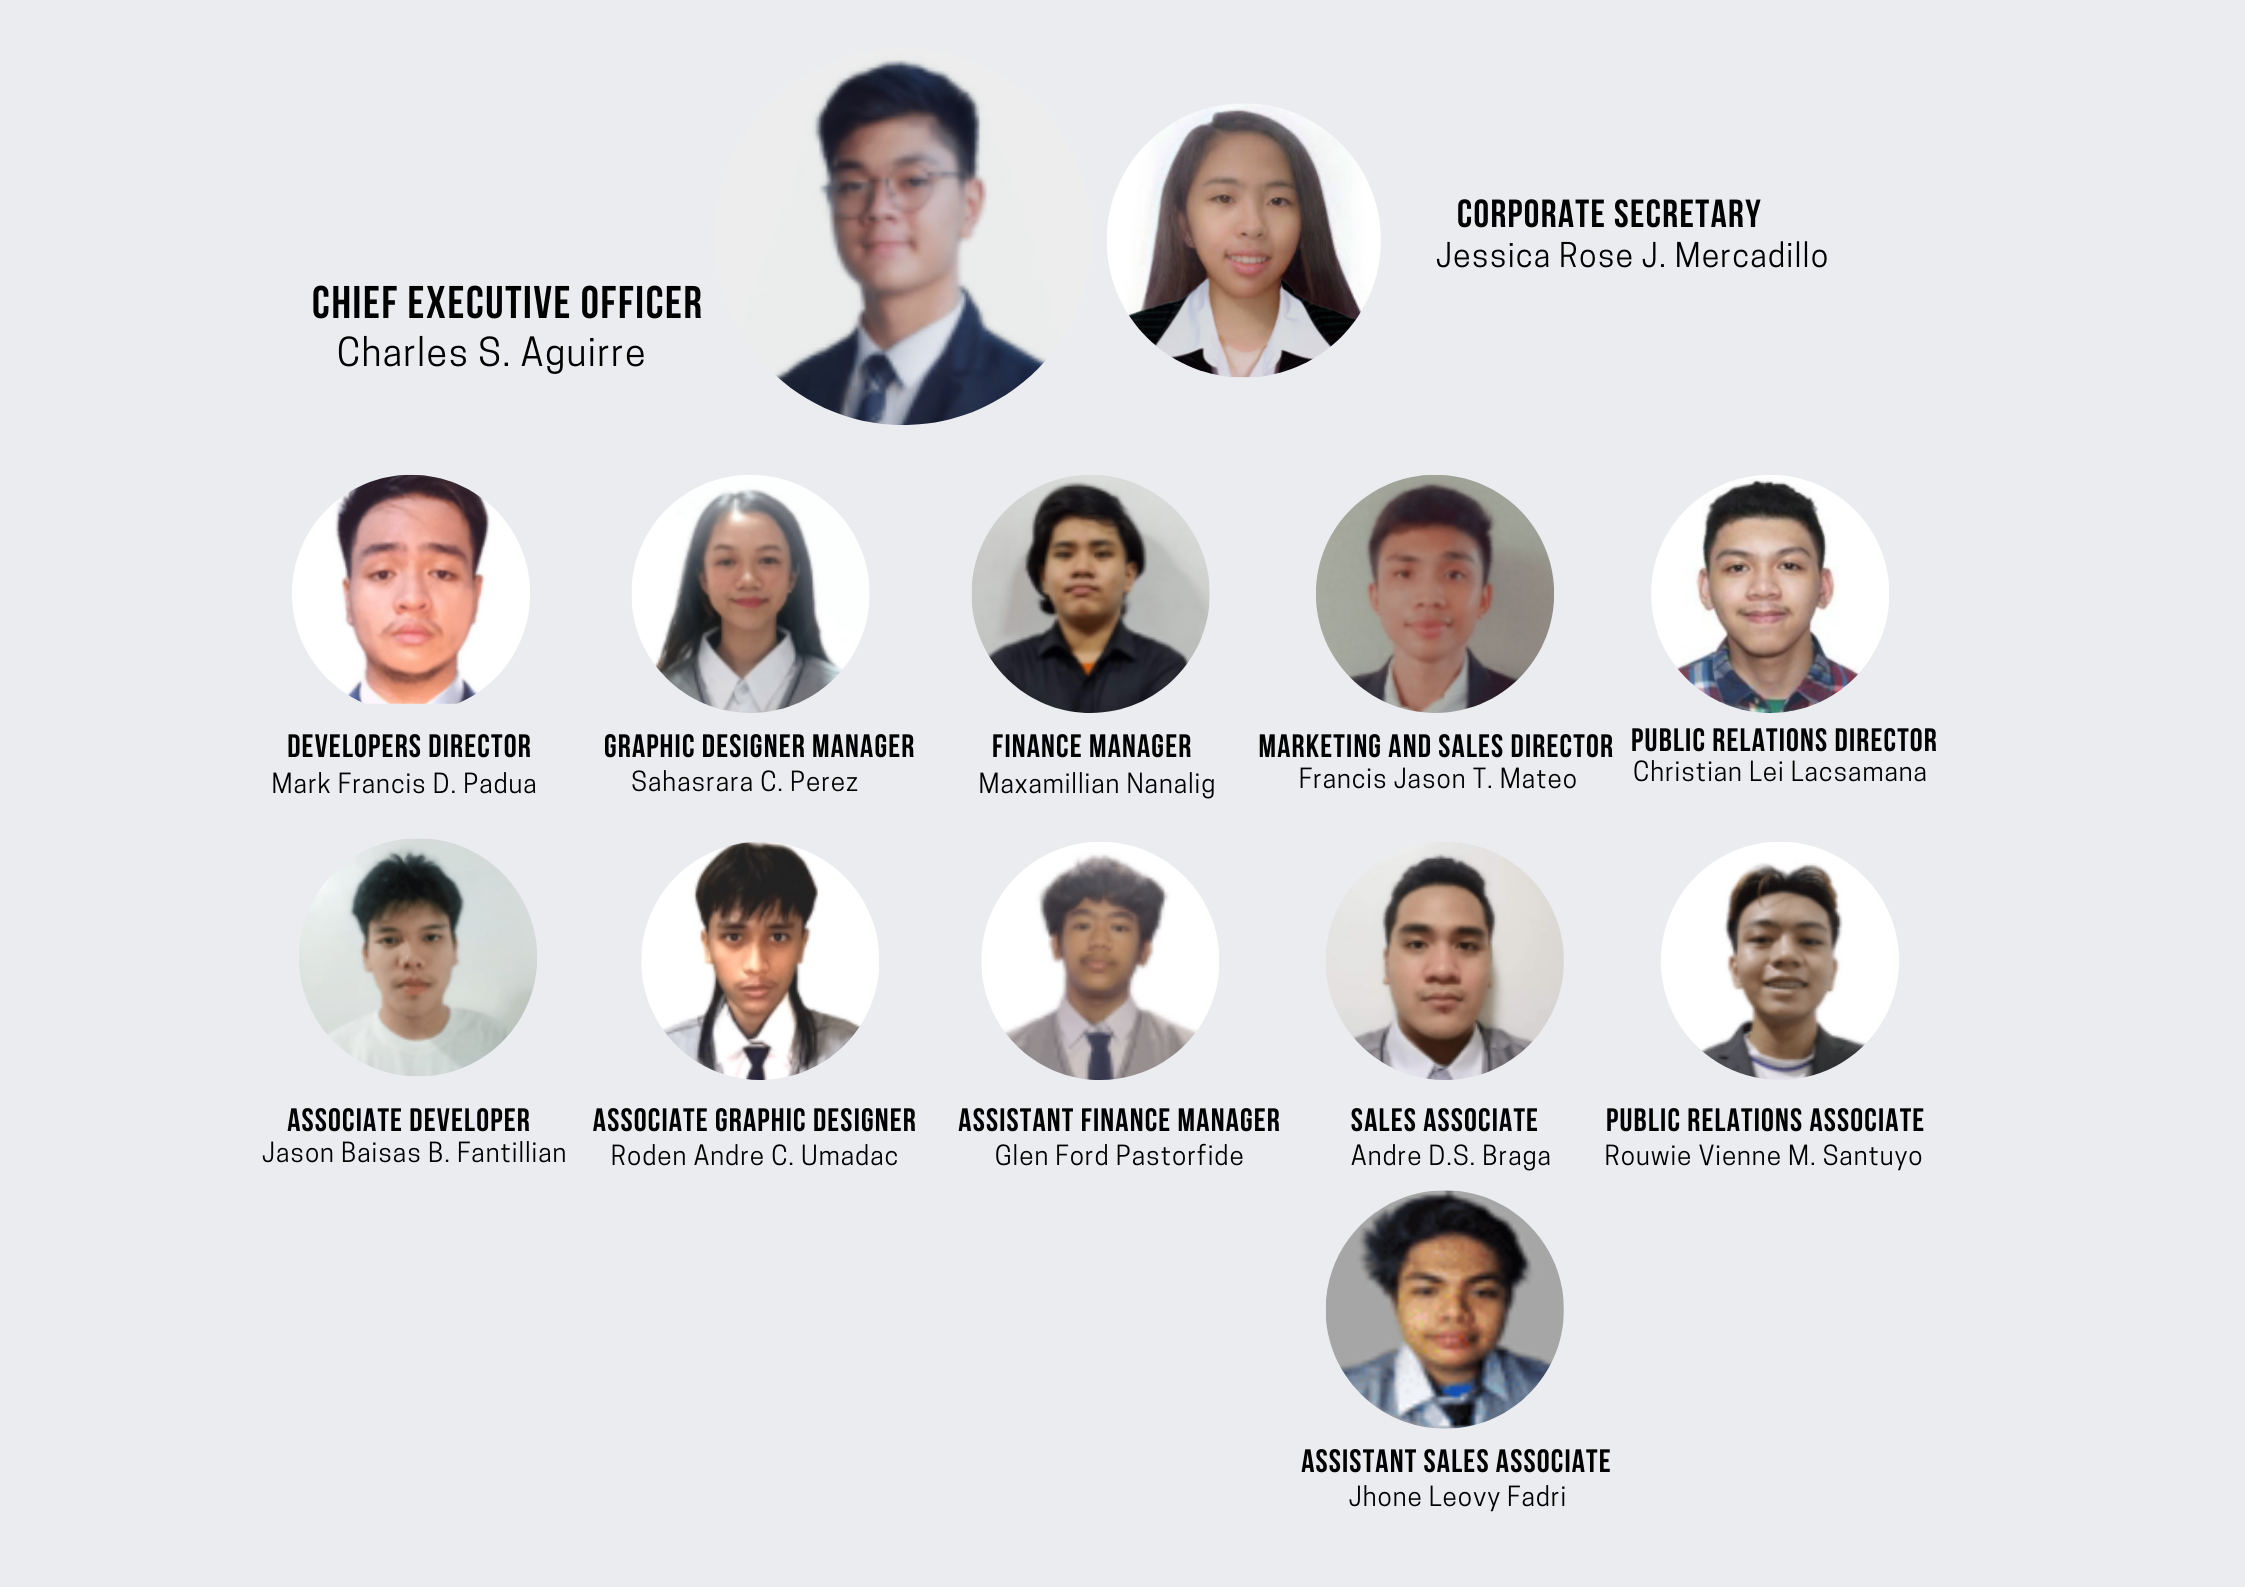 CHIEF EXECUTIVE OFFICER
Charles S. Aguirre
CORPORATE SECRETARY
Jessica Rose J. Mercadillo
DEVELOPERS DIRECTOR
Mark Francis D. Padua
GRAPHIC DESIGNER MANAGER
Sahasrara C. Perez
FINANCE MANAGER
Maxamillian Nanalig
MARKETING AND SALES DIRECTOR
Francis Jason T. Mateo
PUBLIC RELATIONS DIRECTOR
Christian Lei Lacsamana
ASSOCIATE DEVELOPER
Jason Baisas B. Fantillian
ASSOCIATE GRAPHIC DESIGNER
Roden Andre C. Umadac
ASSISTANT FINANCE MANAGER
Glen Ford Pastorfide
SALES ASSOCIATE
Andre D.S. Braga
PUBLIC RELATIONS ASSOCIATE
Rouwie Vienne M. Santuyo
ASSISTANT SALES ASSOCIATE
Jhone Leovy Fadri